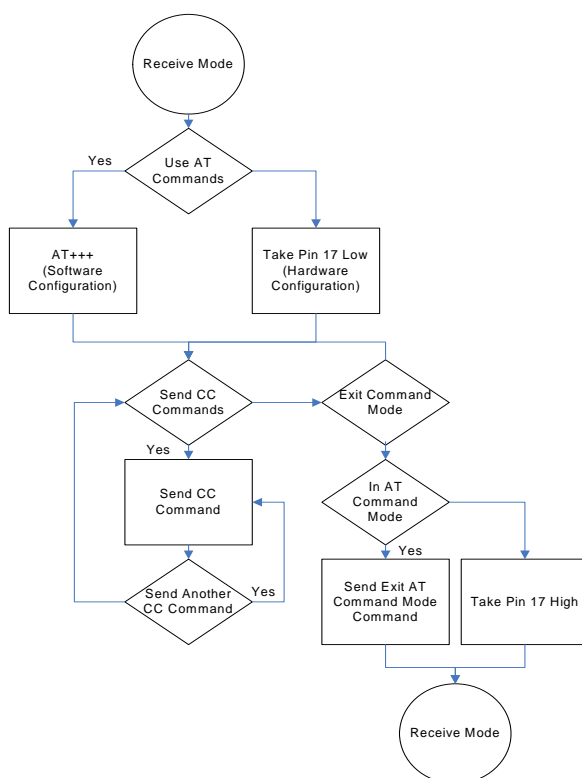 Receive Mode
Use AT
Commands
Yes
AT+++
(Software
Configuration)
Take Pin 17 Low
(Hardware
Configuration)
Send CC
Commands
Exit Command
Mode
Yes
Send CC
Command
In AT
Command
Mode
Send Another
CC Command
Yes
Yes
Send Exit AT
Command Mode
Command
Take Pin 17 High
Receive Mode